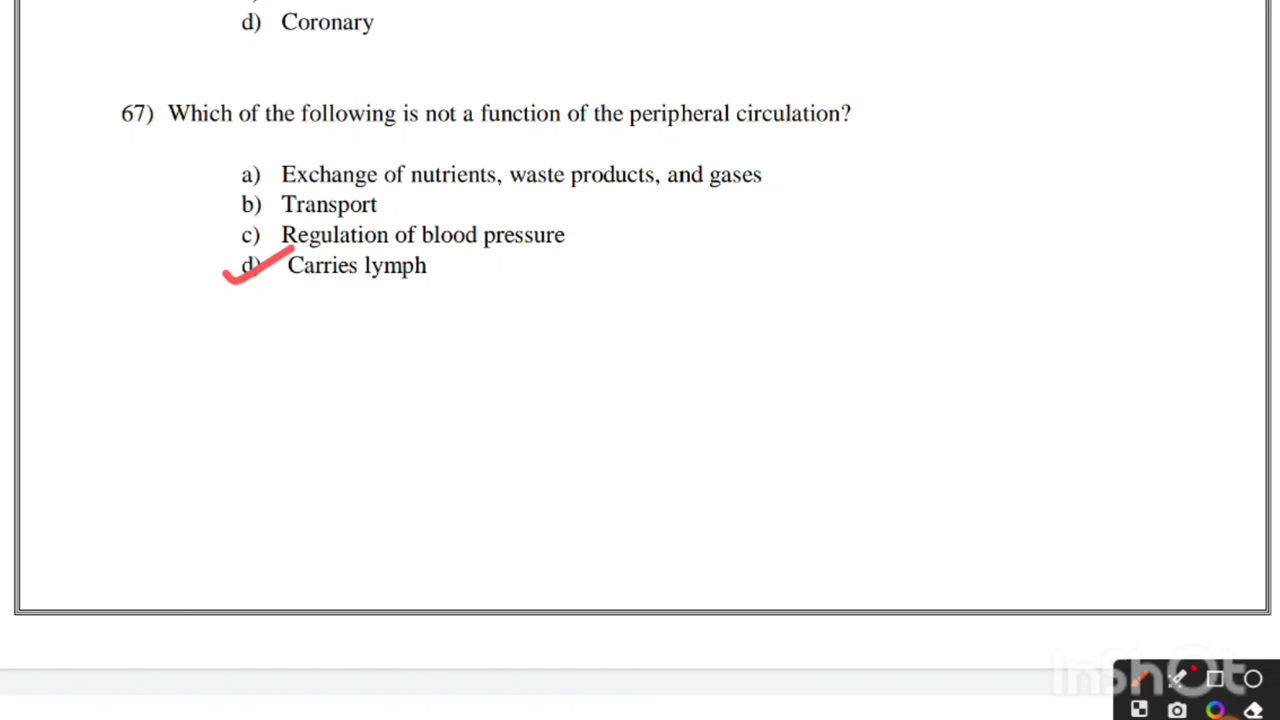 d) Coronary
67) Which of the following is not a function of the peripheral circulation?
a) Exchange of nutrients, waste products, and gases
b) Transport
c) Regulation of blood pressure
d) Carries lymph
InShOt